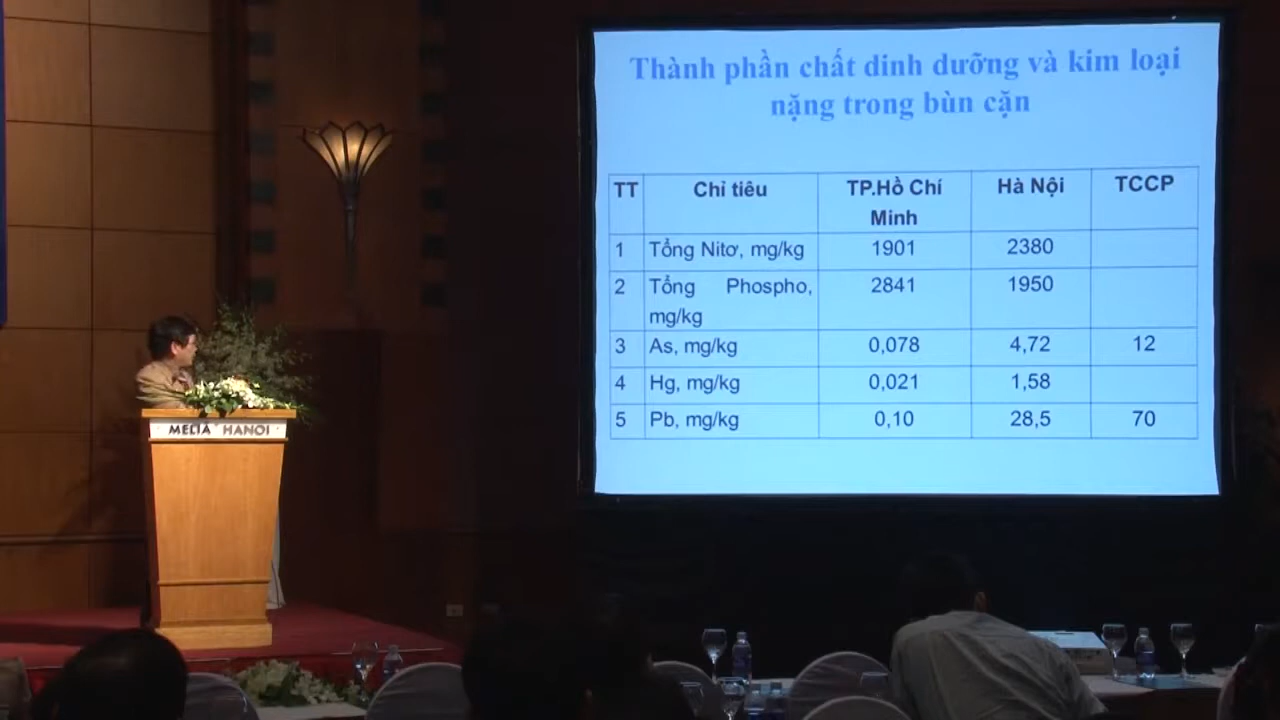 Thành phần chất dinh dưỡng và kim loại
nặng trong bùn cặn
TT Chỉ tiêu TP.Hồ Chí Minh Hà Nội TCCP
1 Tổng Nitơ, mg/kg 1901 2380
2 Tổng Phospho, mg/kg 2841 1950
3 As, mg/kg 0,078 4,72 12
4 Hg, mg/kg 0,021 1,58
5 Pb, mg/kg 0,10 28,5 70
MELIÃ HANOI